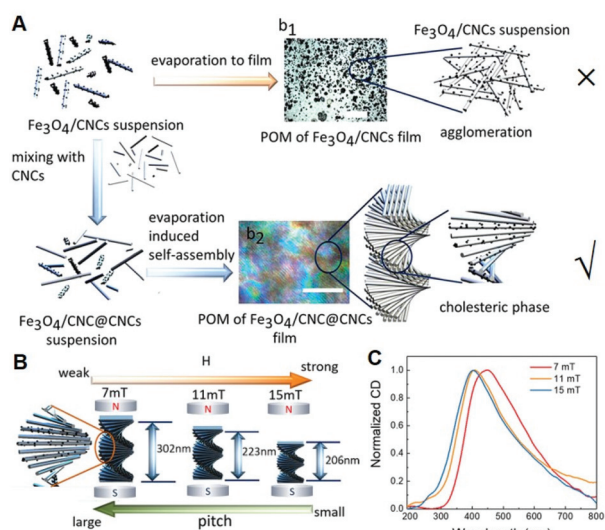 A
b1
Fe3O4/CNCs suspension
evaporation to film
Fe3O4/CNCs suspension
POM of Fe3O4/CNCs film
agglomeration
×
mixing with
CNCs
evaporation
induced
self-assembly
b2
√
Fe3O4/CNC@CNCs
suspension
POM of Fe3O4/CNC@CNCs
film
cholesteric phase
B
H
weak
strong
7mT
11mT
15mT
N
N
N
302nm
223nm
206nm
S
S
S
large
pitch
small
C
Normalized CD
1.0
0.8
0.6
0.4
0.2
0.0
7 mT
11 mT
15 mT
200 300 400 500 600 700 800